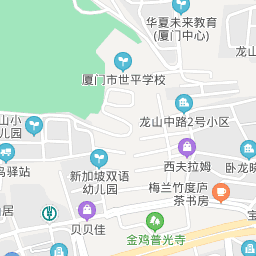 华夏未来教育
(厦门中心)
龙山
厦门市世平学校
山小
儿园
龙山中路2号小区
鸟驿站
新加坡双语
幼儿园
西夫拉姆
卧龙晓
梅兰竹度庐
茶书房
居
贝贝佳
金鸡普光寺
宝